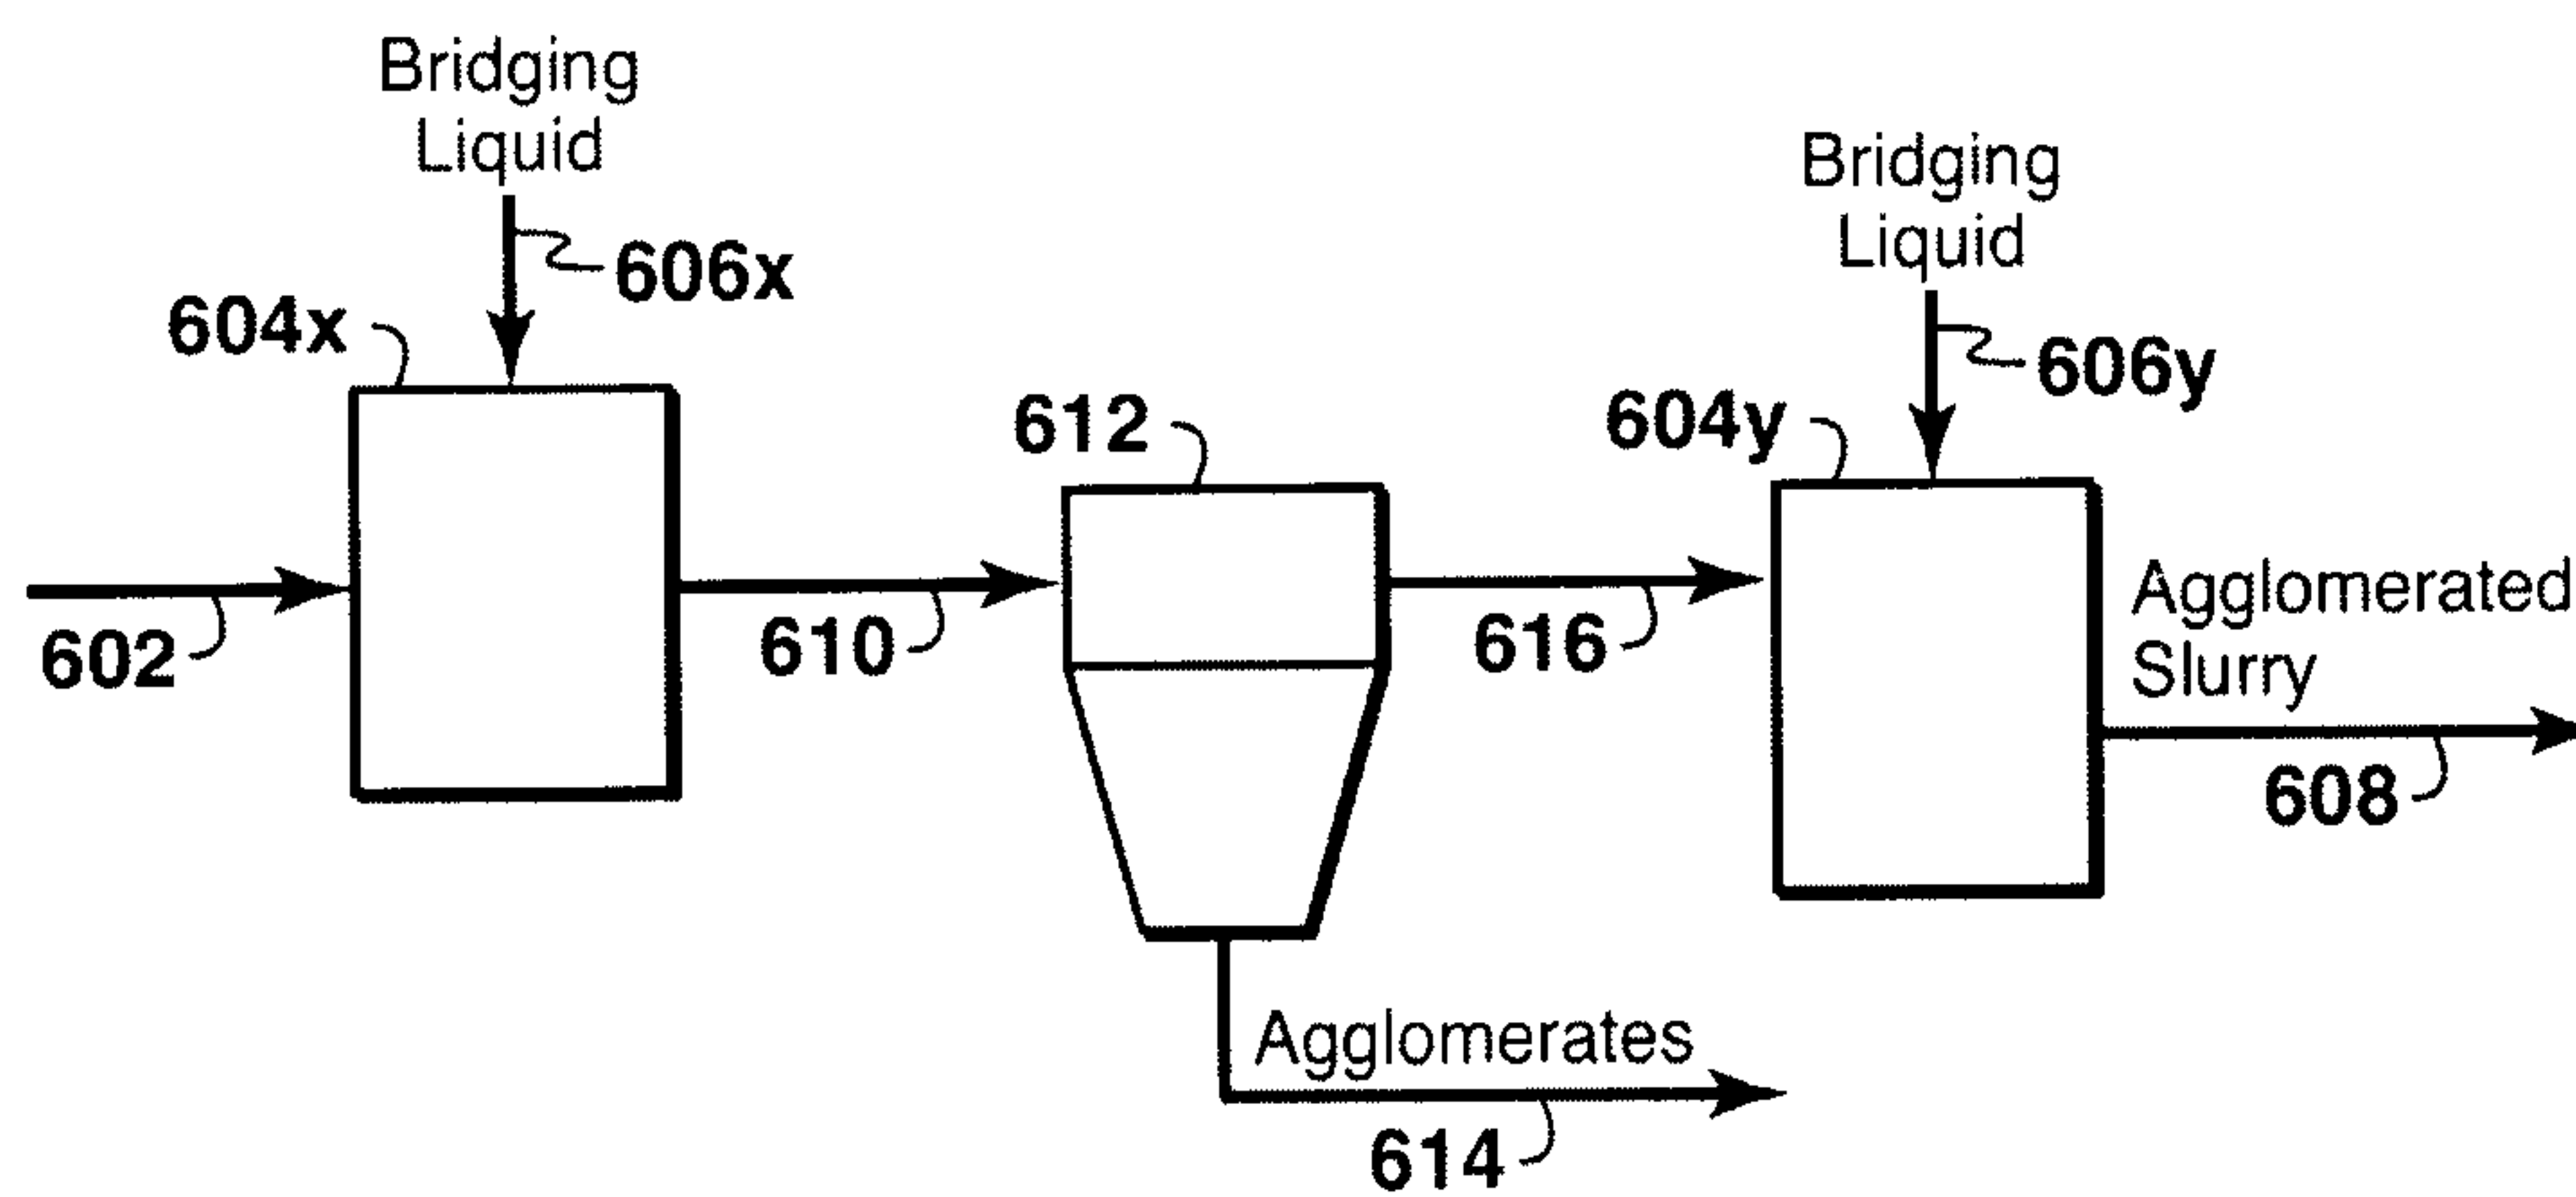 Bridging
Liquid
606x
604x
602
610
612
Bridging
Liquid
606y
604y
616
Agglomerated
Slurry
608
Agglomerates
614